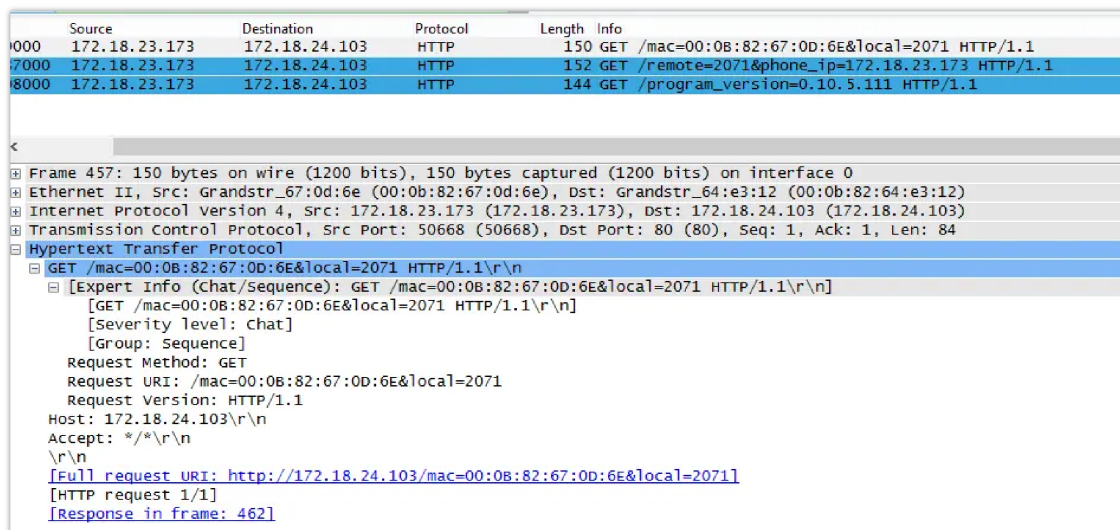 Source Destination Protocol Length Info
0000 172.18.23.173 172.18.24.103 HTTP 150 GET /mac=00:0B:82:67:0D:6E&local=2071 HTTP/1.1
7000 172.18.23.173 172.18.24.103 HTTP 152 GET /remote=2071&phone_ip=172.18.23.173 HTTP/1.1
8000 172.18.23.173 172.18.24.103 HTTP 144 GET /program_version=0.10.5.111 HTTP/1.1
Frame 457: 150 bytes on wire (1200 bits), 150 bytes captured (1200 bits) on interface 0
Ethernet II, Src: Grandstr_67:0d:6e (00:0b:82:67:0d:6e), Dst: Grandstr_64:e3:12 (00:0b:82:64:e3:12)
Internet Protocol Version 4, Src: 172.18.23.173 (172.18.23.173), Dst: 172.18.24.103 (172.18.24.103)
Transmission Control Protocol, Src Port: 50668 (50668), Dst Port: 80 (80), Seq: 1, Ack: 1, Len: 84
Hypertext Transfer Protocol
GET /mac=00:0B:82:67:0D:6E&local=2071 HTTP/1.1\r\n
[Expert Info (Chat/Sequence): GET /mac=00:0B:82:67:0D:6E&local=2071 HTTP/1.1\r\n]
[GET /mac=00:0B:82:67:0D:6E&local=2071 HTTP/1.1\r\n]
[Severity level: Chat]
[Group: Sequence]
Request Method: GET
Request URI: /mac=00:0B:82:67:0D:6E&local=2071
Request Version: HTTP/1.1
Host: 172.18.24.103\r\n
Accept: */*\r\n
\r\n
[Full request URI: http://172.18.24.103/mac=00:0B:82:67:0D:6E&local=2071]
[HTTP request 1/1]
[Response in frame: 462]